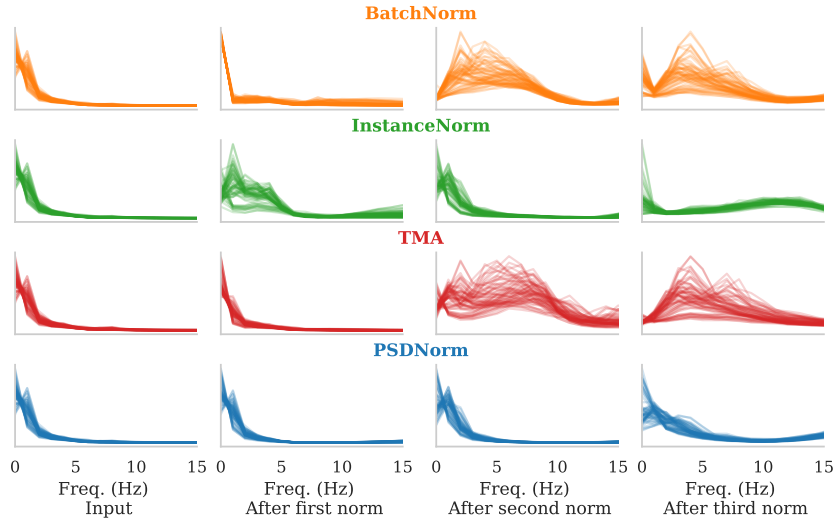 BatchNorm
InstanceNorm
TMA
PSDNorm
0 5 10 15 0 5 10 15 0 5 10 15 0 5 10 15
Freq. (Hz) Freq. (Hz) Freq. (Hz) Freq. (Hz)
Input After first norm After second norm After third norm